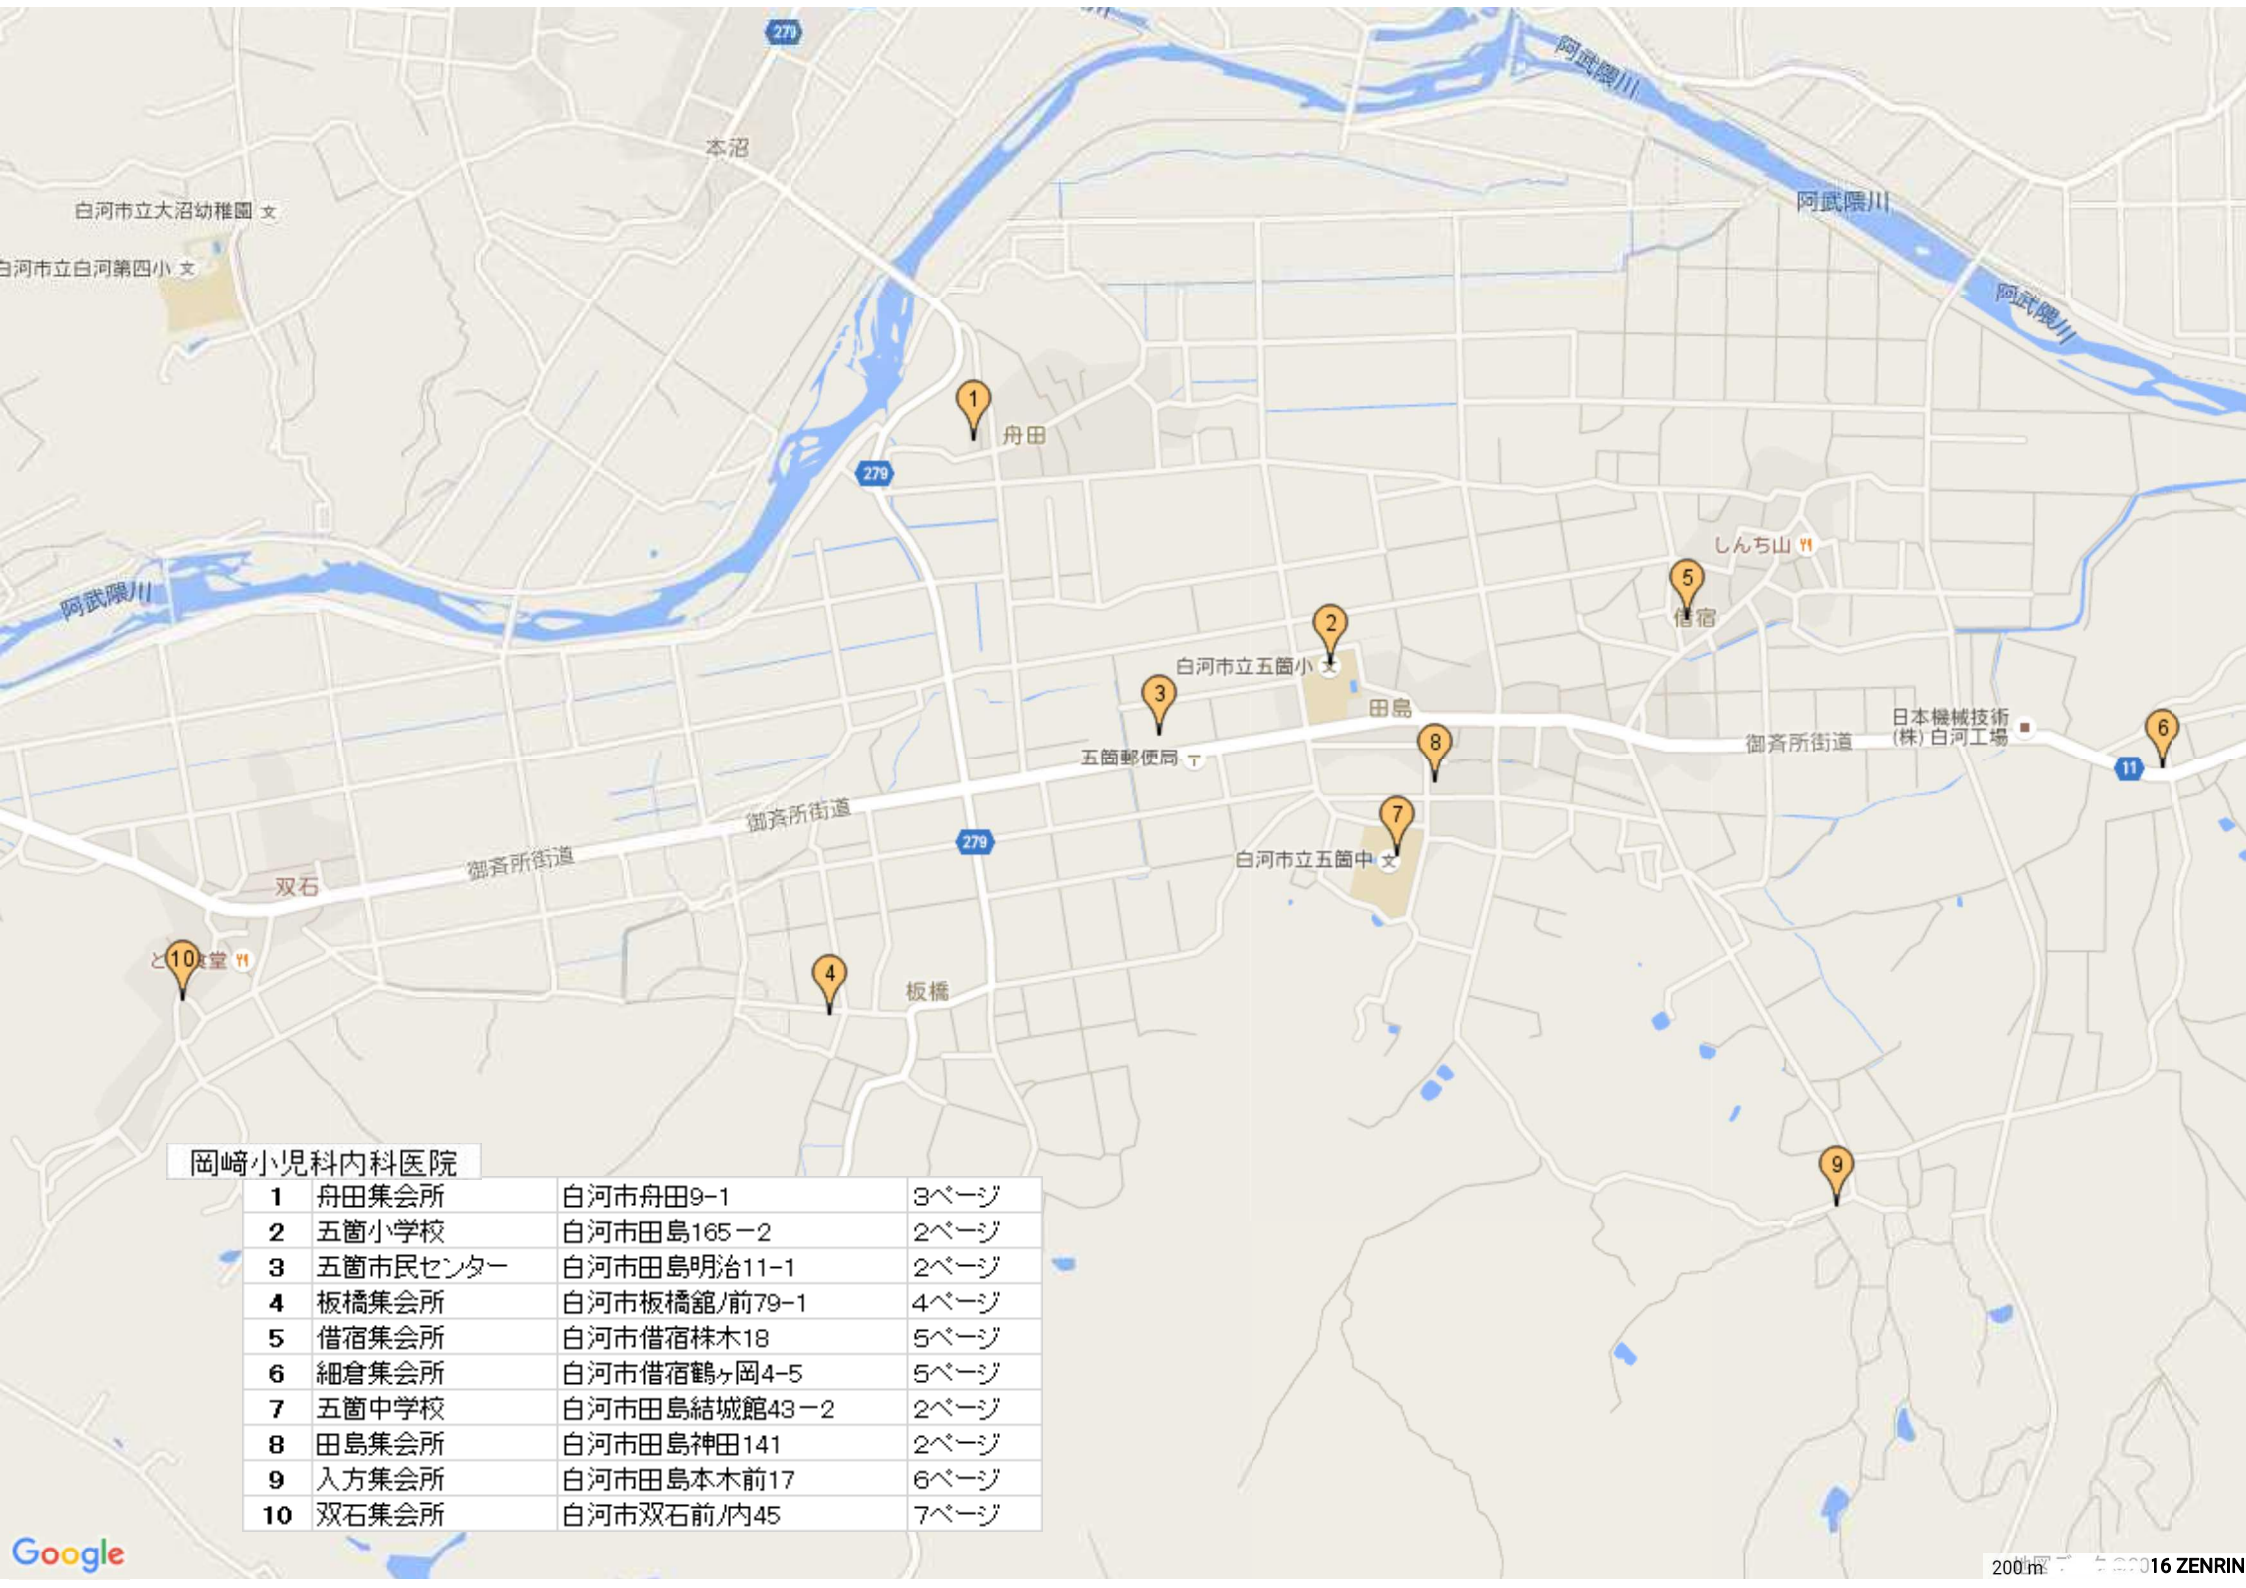 279
阿武隈川
本沼
白河市立大沼幼稚園
阿武隈川
白河市立白河第四小
阿武隈川
1
舟田
279
しんち山
5
借宿
阿武隈川
2
白河市立五箇小
3
田島
日本機械技術
(株)白河工場
6
8
御斉所街道
五箇郵便局
11
御斉所街道
7
279
御斉所街道
白河市立五箇中
双石
10
食堂
4
板橋
9
岡﨑小児科内科医院
1 舟田集会所 白河市舟田9-1 3ページ
2 五箇小学校 白河市田島165-2 2ページ
3 五箇市民センター 白河市田島明治11-1 2ページ
4 板橋集会所 白河市板橋舘ノ前79-1 4ページ
5 借宿集会所 白河市借宿株木18 5ページ
6 細倉集会所 白河市借宿鶴ヶ岡4-5 5ページ
7 五箇中学校 白河市田島結城館43-2 2ページ
8 田島集会所 白河市田島神田141 2ページ
9 入方集会所 白河市田島本木前17 6ページ
10 双石集会所 白河市双石前ノ内45 7ページ
Google
200 m
16 ZENRIN